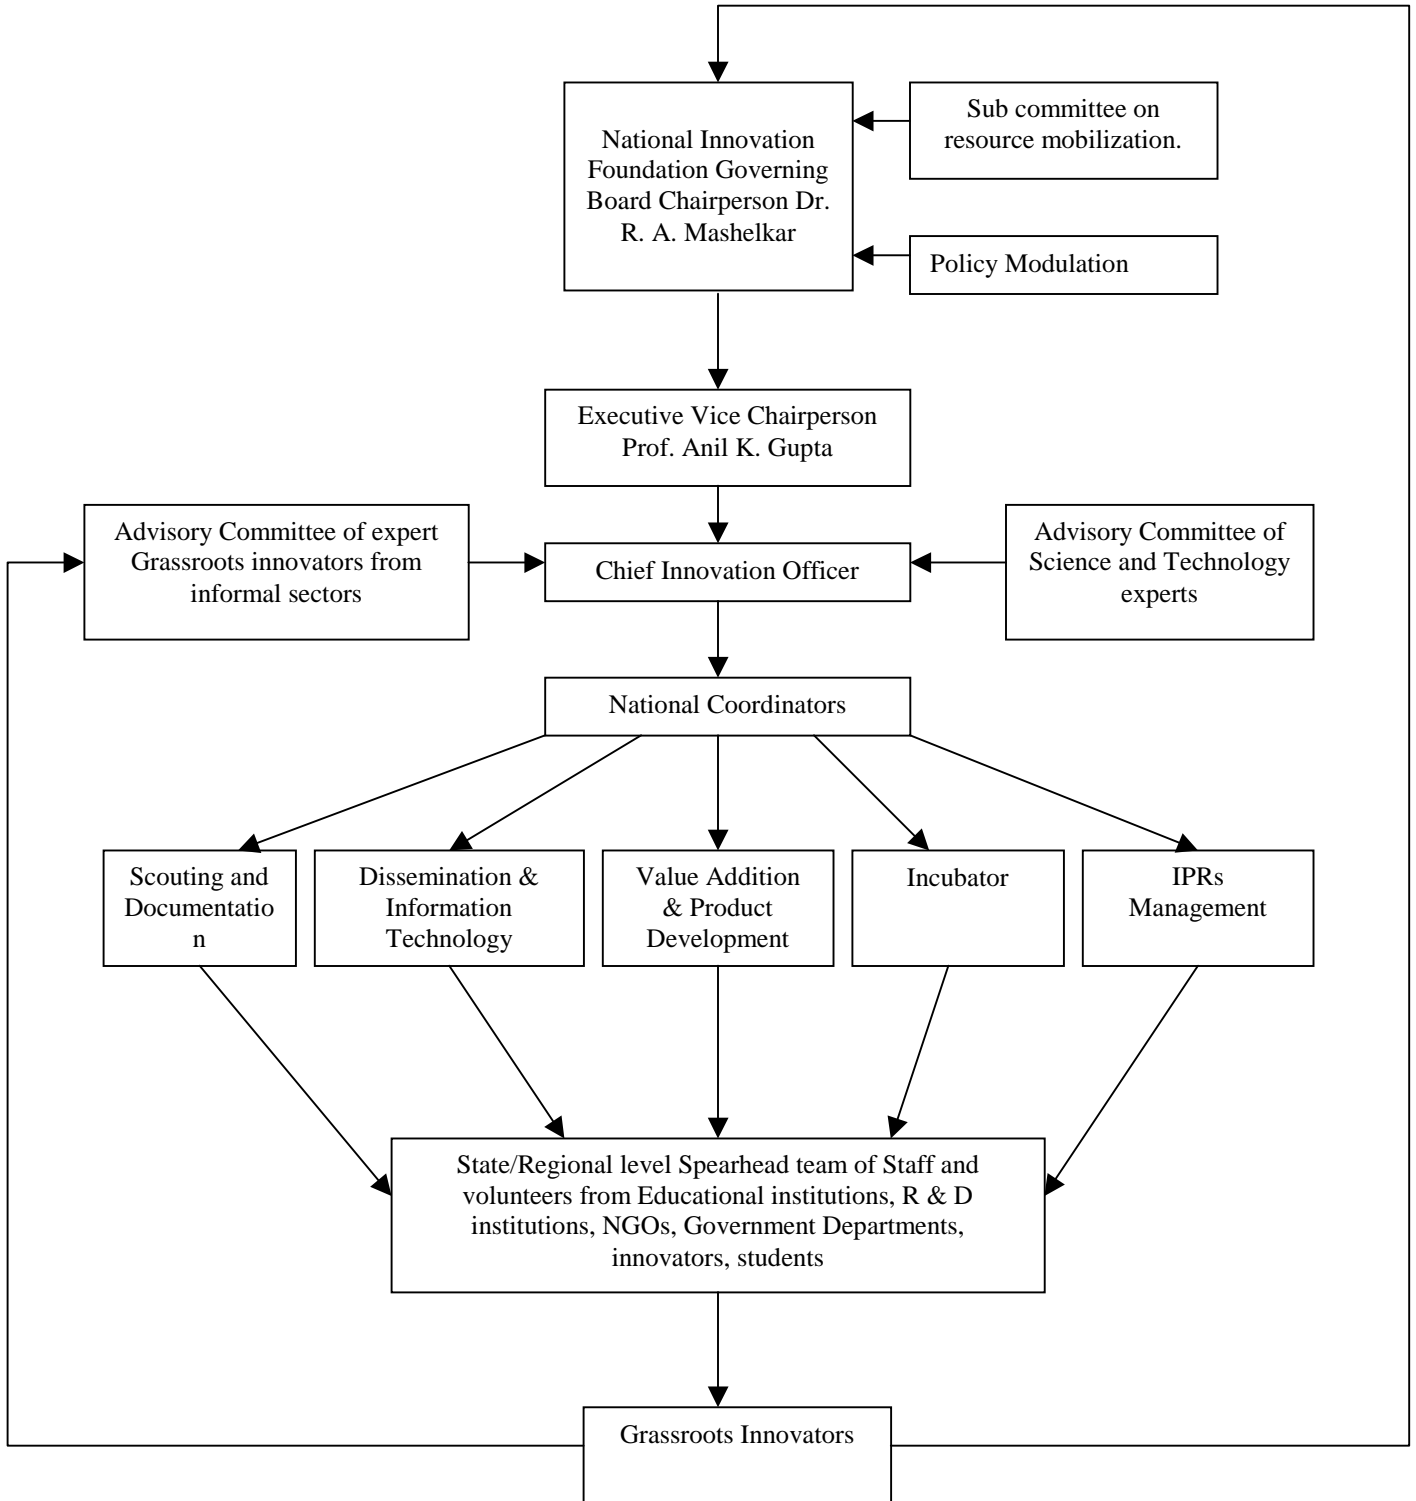 Sub committee on
resource mobilization.
National Innovation
Foundation Governing
Board Chairperson Dr.
R. A. Mashelkar
Policy Modulation
Executive Vice Chairperson
Prof. Anil K. Gupta
Advisory Committee of expert
Grassroots innovators from
informal sectors
Chief Innovation Officer
Advisory Committee of
Science and Technology
experts
National Coordinators
Scouting and
Documentatio
n
Dissemination &
Information
Technology
Value Addition
& Product
Development
Incubator
IPRs
Management
State/Regional level Spearhead team of Staff and
volunteers from Educational institutions, R & D
institutions, NGOs, Government Departments,
innovators, students
Grassroots Innovators